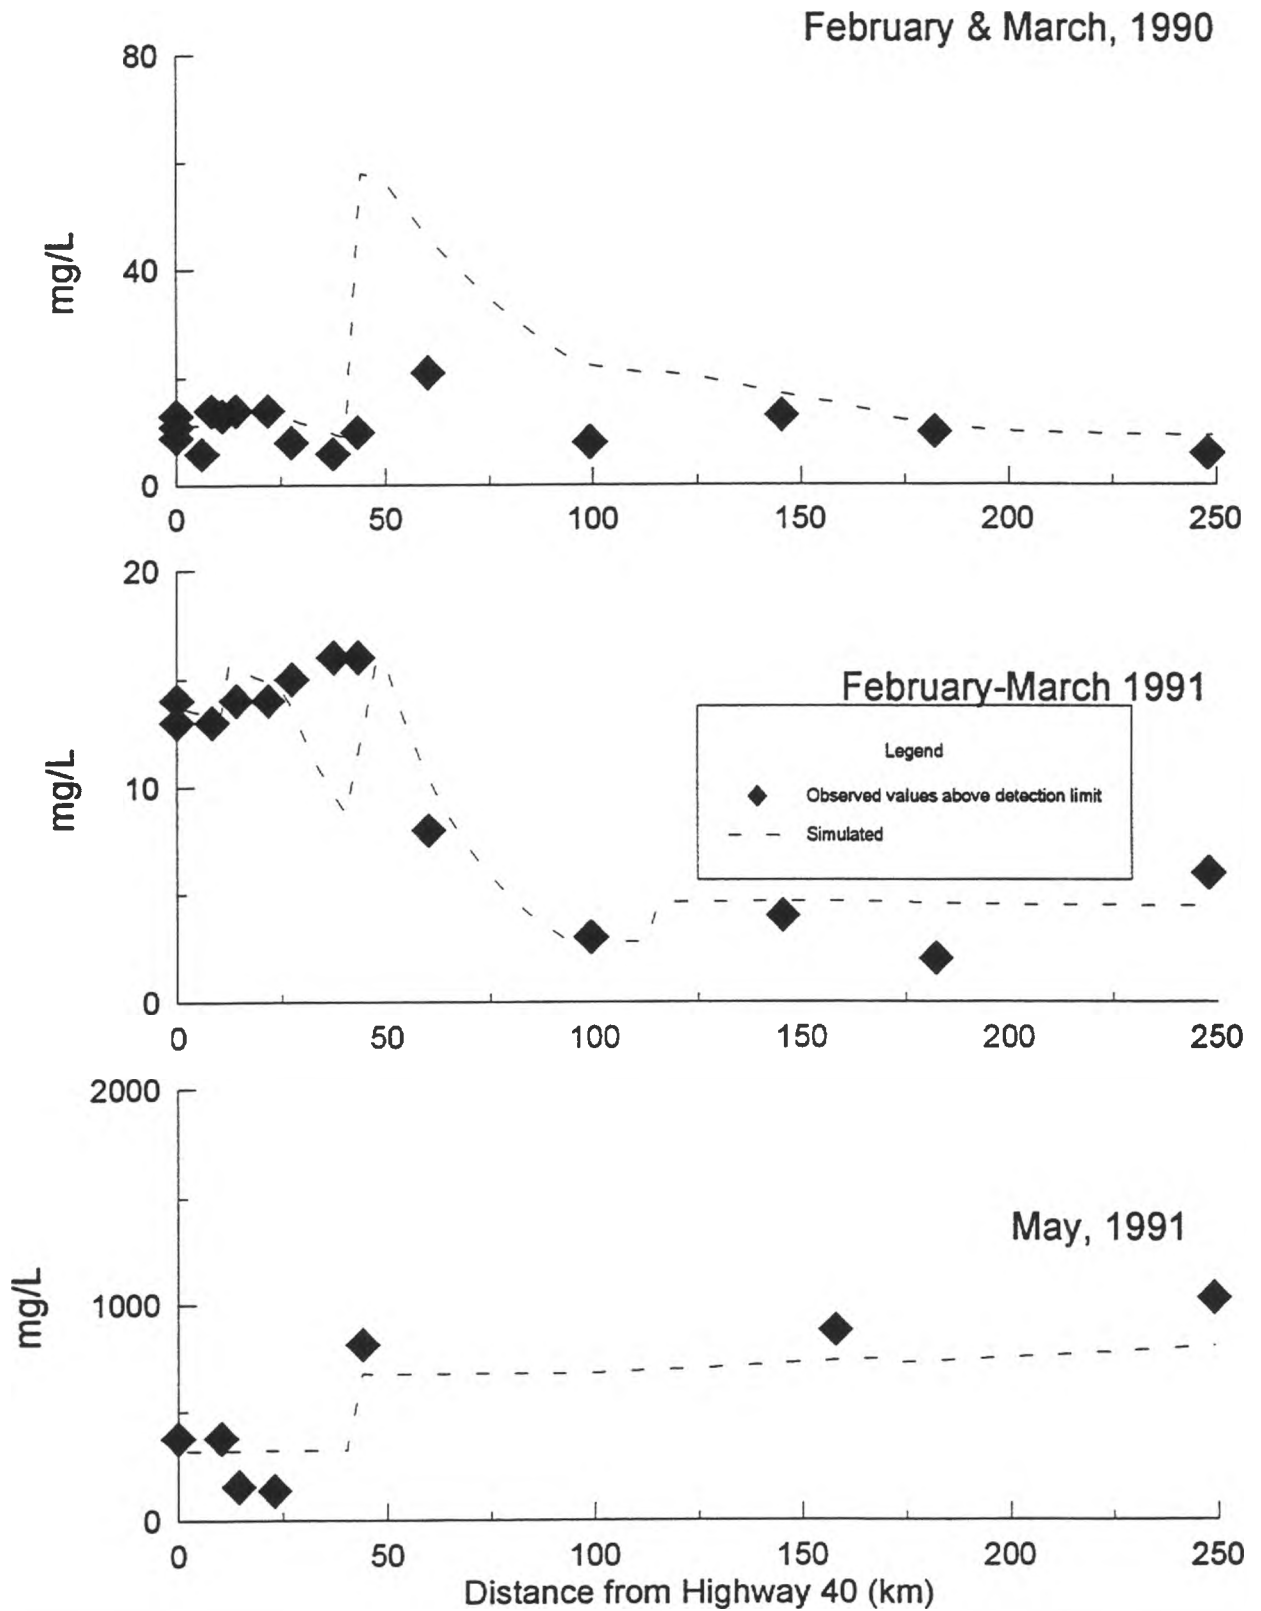 February & March, 1990
80
40
0
mg/L
0 50 100 150 200 250
20
10
0
mg/L
February-March 1991
Legend
Observed values above detection limit
Simulated
0 50 100 150 200 250
2000
1000
0
mg/L
May, 1991
0 50 100 150 200 250
Distance from Highway 40 (km)